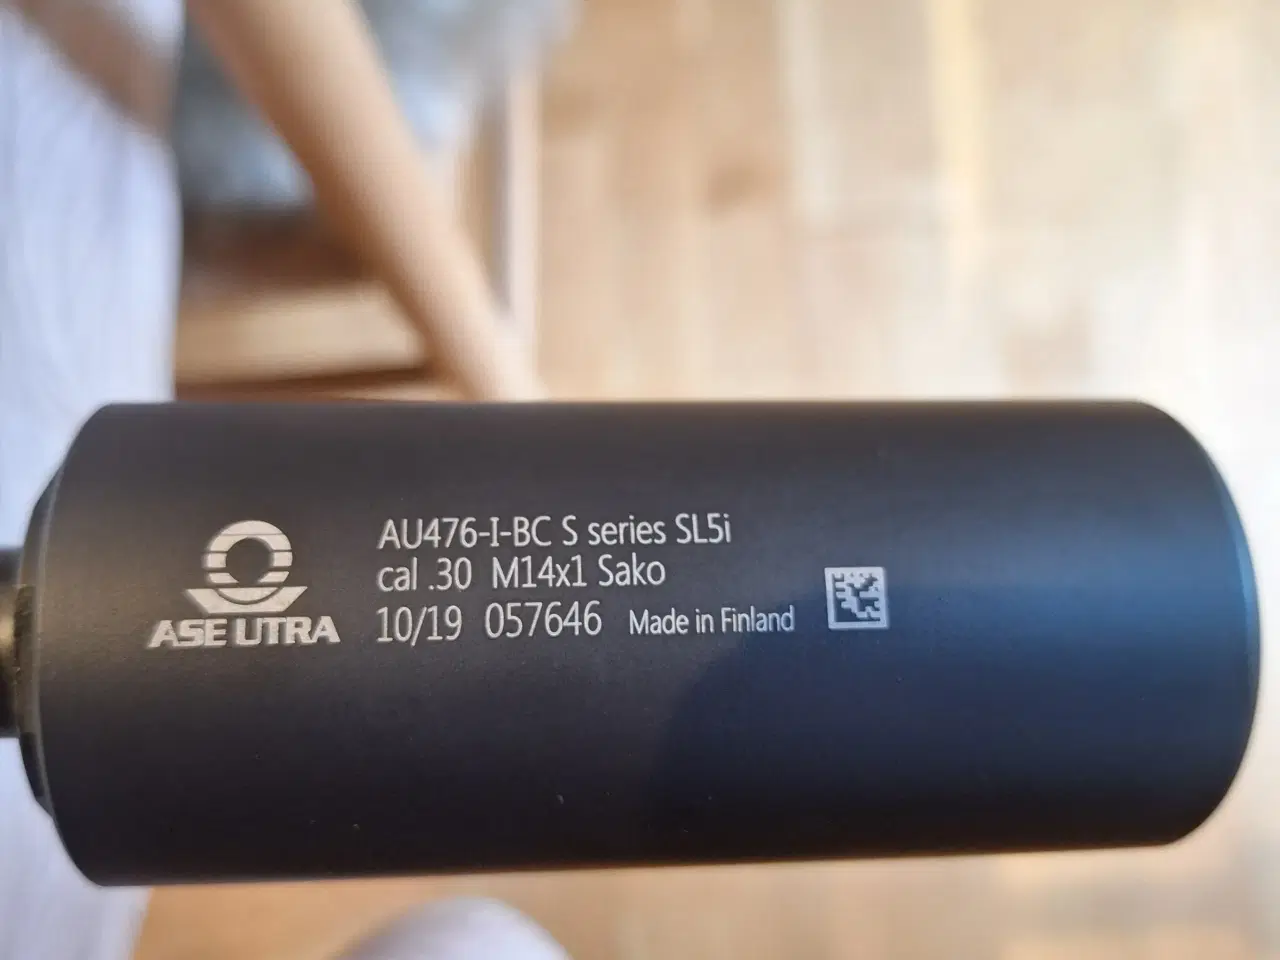 AU476-I-BC S series SL5i
cal .30 M14x1 Sako
10/19 057646 Made in Finland
ASE UTRA